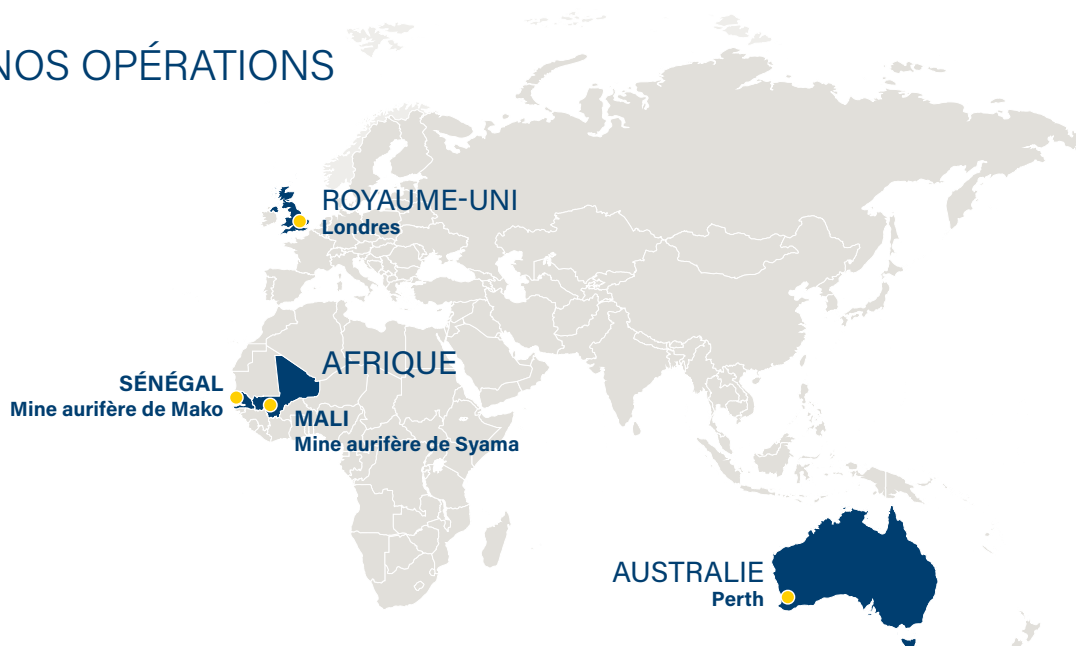 NOS OPÉRATIONS
ROYAUME-UNI
Londres
AFRIQUE
SÉNÉGAL
Mine aurifère de Mako
MALI
Mine aurifère de Syama
AUSTRALIE
Perth